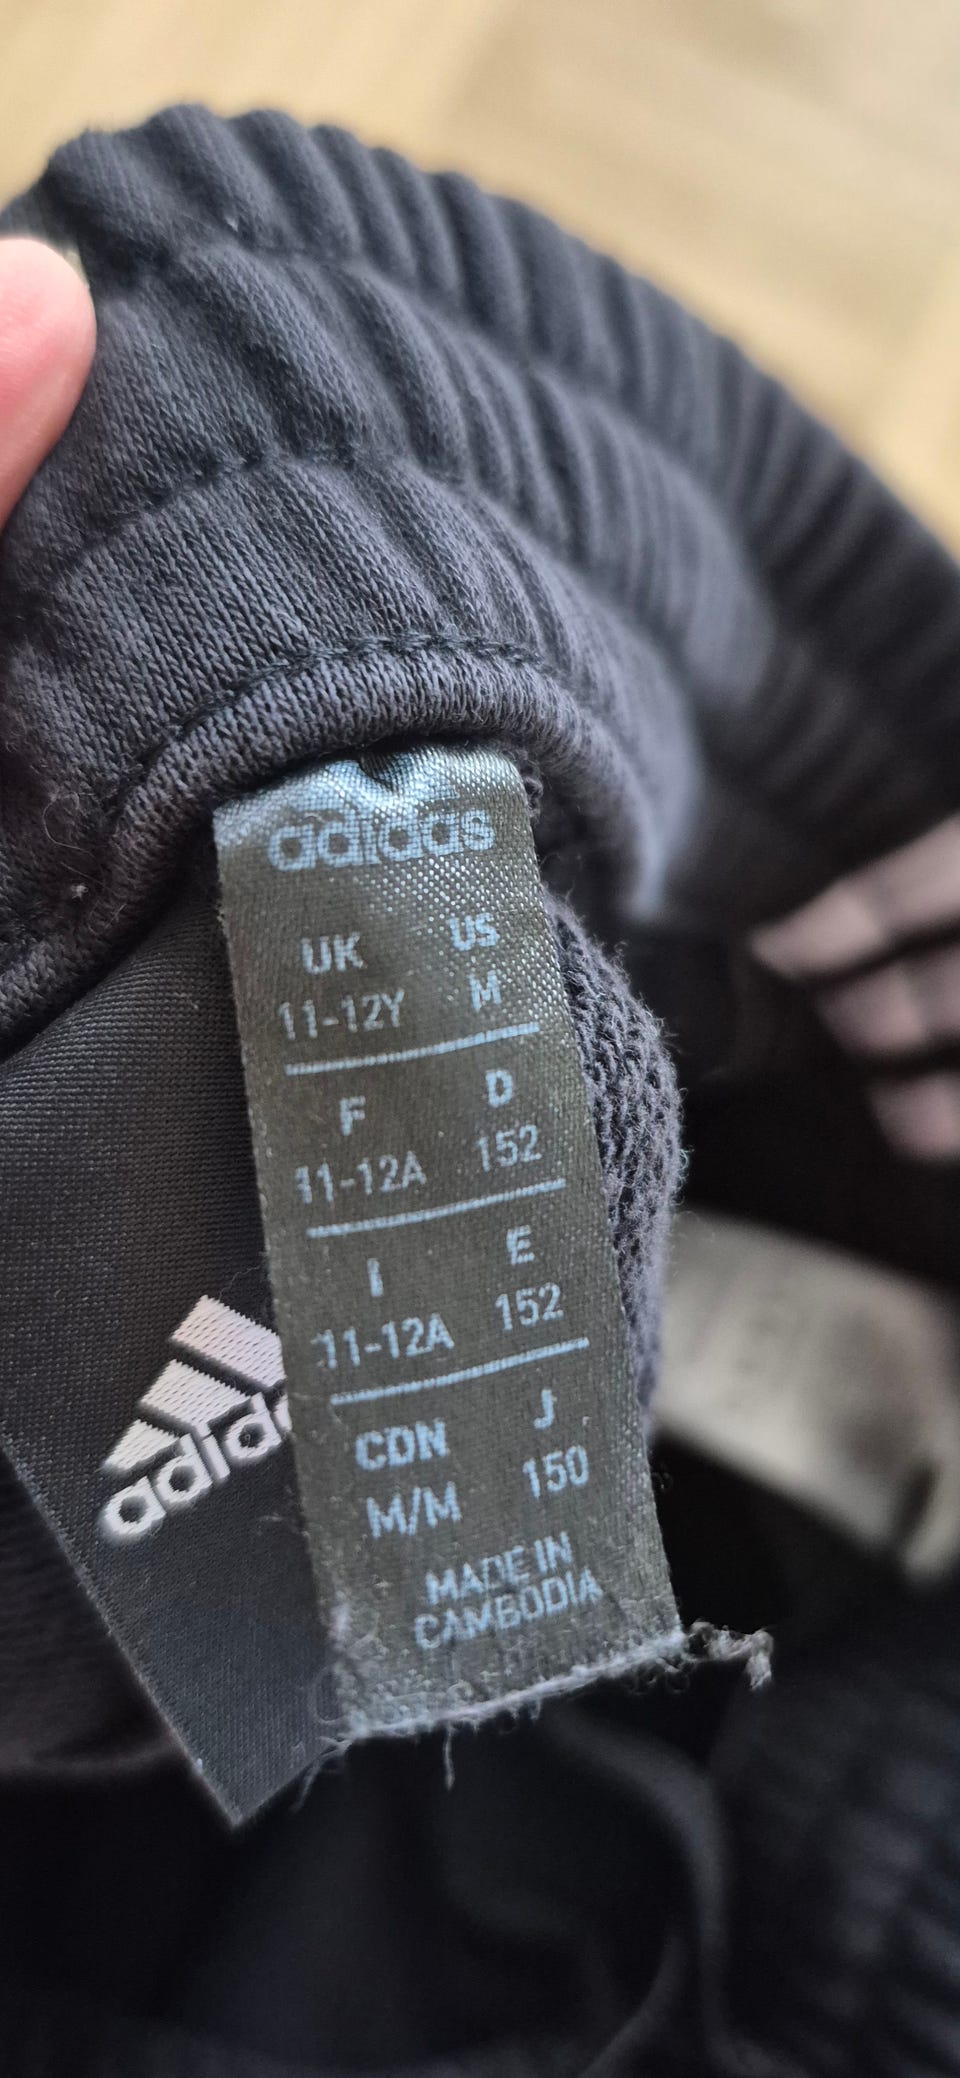 adidas
UK US
11-12Y M
F D
11-12A 152
I E
11-12A 152
CDN J
M/M 150
MADE IN
CAMBODIA
adidas